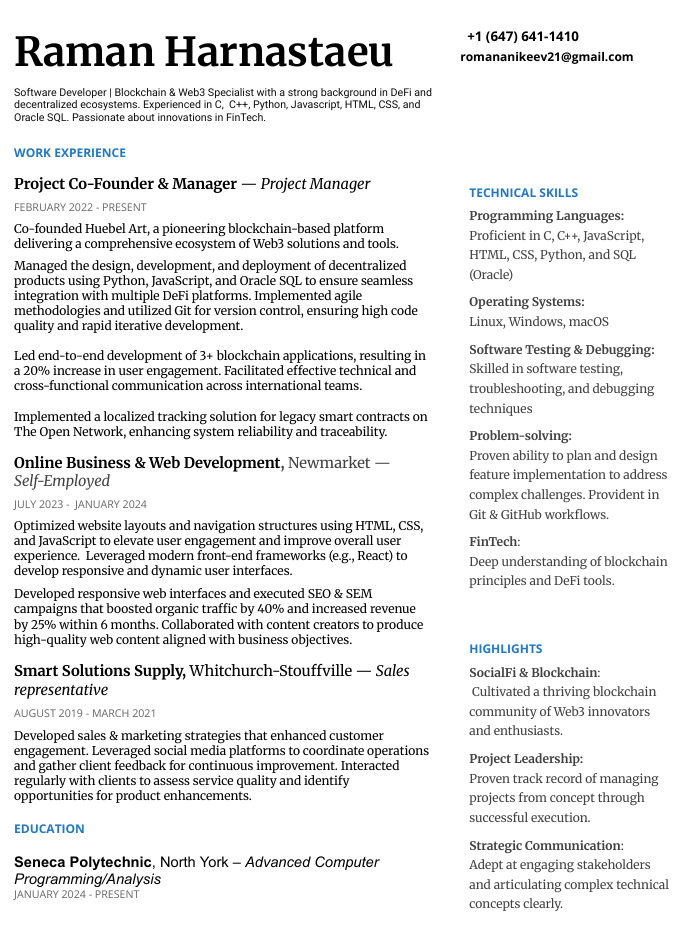 Raman Harnastaeu
+1 (647) 641-1410
romananikeev21@gmail.com
Software Developer | Blockchain & Web3 Specialist with a strong background in DeFi and
decentralized ecosystems. Experienced in C,  C++, Python, Javascript, HTML, CSS, and
Oracle SQL. Passionate about innovations in FinTech.
WORK EXPERIENCE
Project Co-Founder & Manager — Project Manager
FEBRUARY 2022 - PRESENT
Co-founded Huebel Art, a pioneering blockchain-based platform
delivering a comprehensive ecosystem of Web3 solutions and tools.
Managed the design, development, and deployment of decentralized
products using Python, JavaScript, and Oracle SQL to ensure seamless
integration with multiple DeFi platforms. Implemented agile
methodologies and utilized Git for version control, ensuring high code
quality and rapid iterative development.
Led end-to-end development of 3+ blockchain applications, resulting in
a 20% increase in user engagement. Facilitated effective technical and
cross-functional communication across international teams.
Implemented a localized tracking solution for legacy smart contracts on
The Open Network, enhancing system reliability and traceability.
Online Business & Web Development, Newmarket —
Self-Employed
JULY 2023 -  JANUARY 2024
Optimized website layouts and navigation structures using HTML, CSS,
and JavaScript to elevate user engagement and improve overall user
experience.  Leveraged modern front-end frameworks (e.g., React) to
develop responsive and dynamic user interfaces.
Developed responsive web interfaces and executed SEO & SEM
campaigns that boosted organic traffic by 40% and increased revenue
by 25% within 6 months. Collaborated with content creators to produce
high-quality web content aligned with business objectives.
Smart Solutions Supply, Whitchurch-Stouffville — Sales
representative
AUGUST 2019 - MARCH 2021
Developed sales & marketing strategies that enhanced customer
engagement. Leveraged social media platforms to coordinate operations
and gather client feedback for continuous improvement. Interacted
regularly with clients to assess service quality and identify
opportunities for product enhancements.
EDUCATION
Seneca Polytechnic, North York – Advanced Computer
Programming/Analysis
JANUARY 2024 - PRESENT
TECHNICAL SKILLS
Programming Languages:
Proficient in C, C++, JavaScript,
HTML, CSS, Python, and SQL
(Oracle)
Operating Systems:
Linux, Windows, macOS
Software Testing & Debugging:
Skilled in software testing,
troubleshooting, and debugging
techniques
Problem-solving:
Proven ability to plan and design
feature implementation to address
complex challenges. Provident in
Git & GitHub workflows.
FinTech:
Deep understanding of blockchain
principles and DeFi tools.
HIGHLIGHTS
SocialFi & Blockchain:
Cultivated a thriving blockchain
community of Web3 innovators
and enthusiasts.
Project Leadership:
Proven track record of managing
projects from concept through
successful execution.
Strategic Communication:
Adept at engaging stakeholders
and articulating complex technical
concepts clearly.